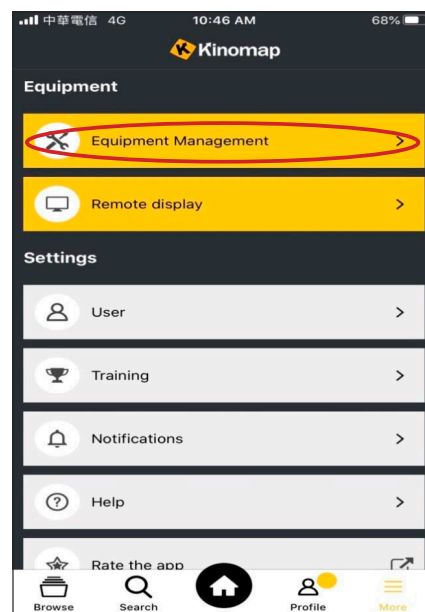 中華電信 4G 10:46 AM 68%
Kinomap
Equipment
Equipment Management
Remote display
Settings
User
Training
Notifications
Help
Rate the app
Browse Search Profile More